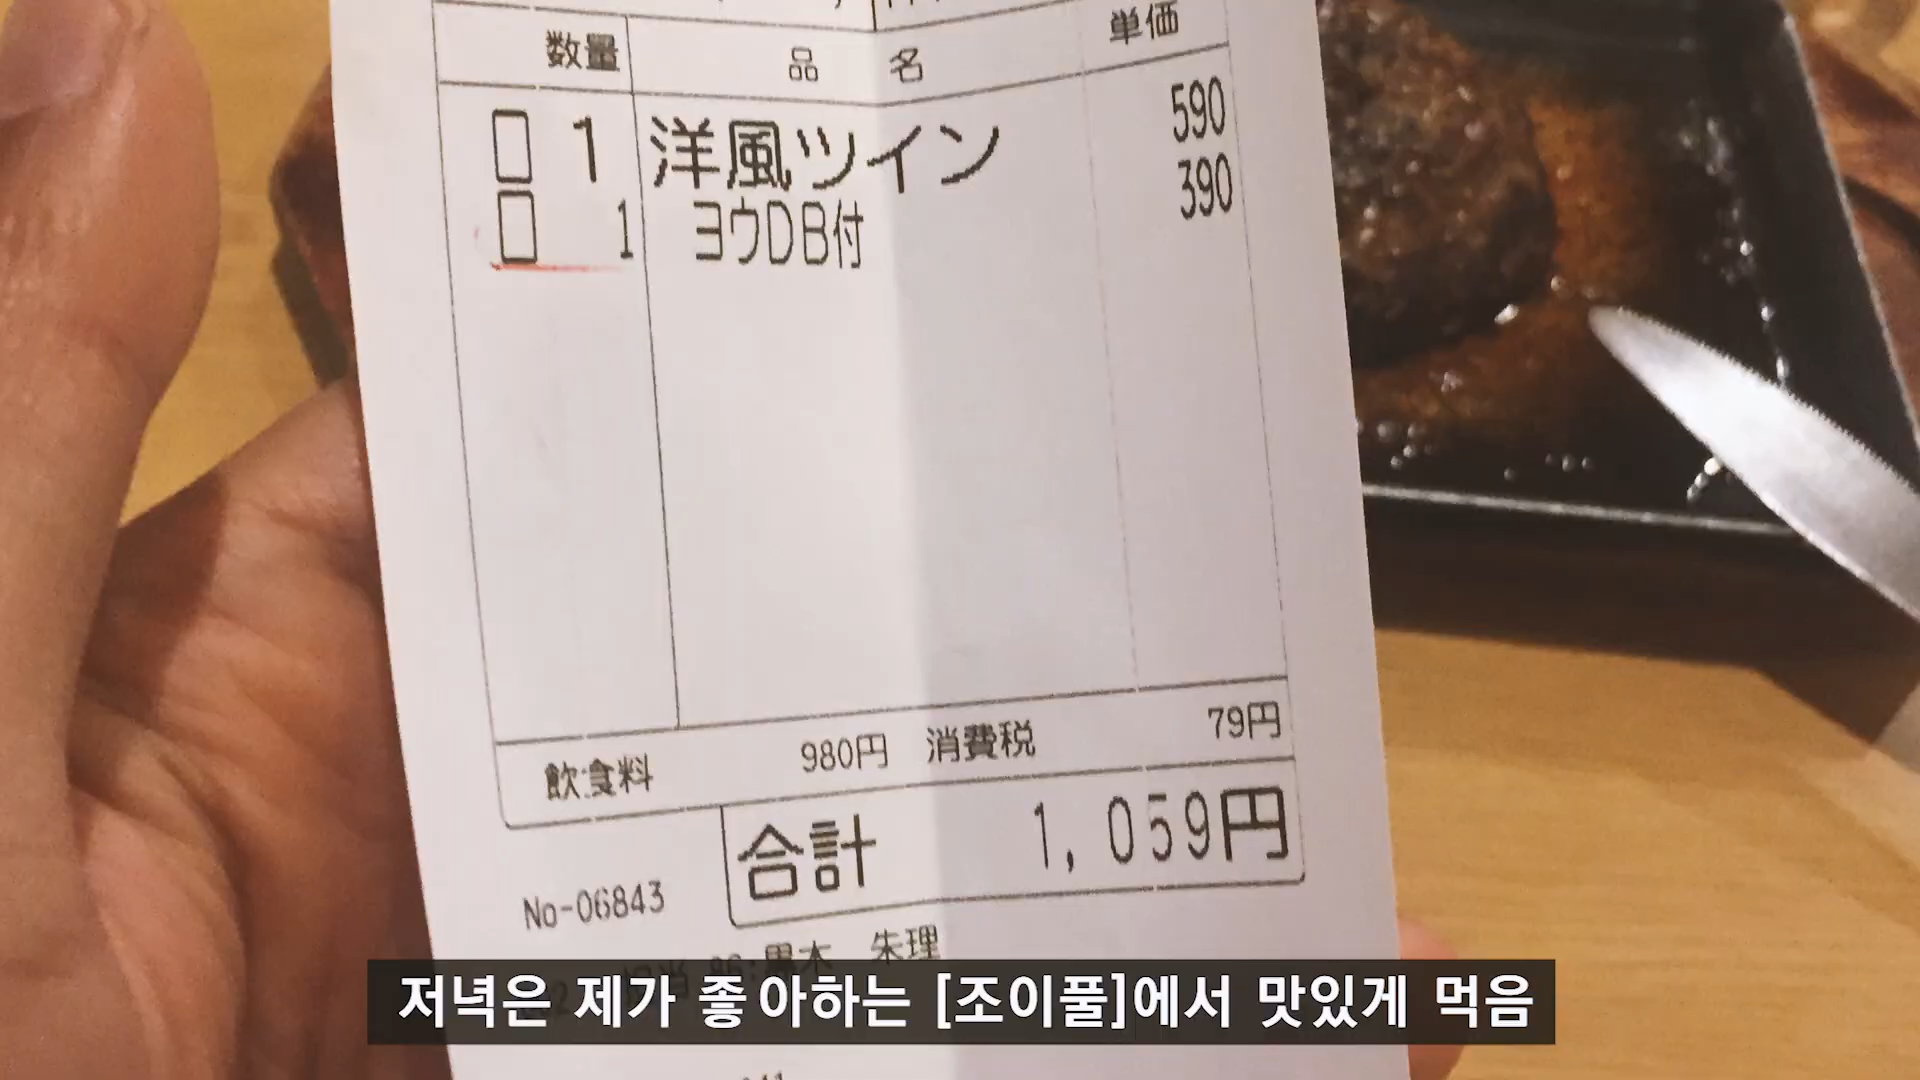 数量 品名 単価
1 洋風ツイン 590
1 ヨウDB付 390
飲食料 980円 消費税 79円
合計 1,059円
No-06843
朱理
저녁은 제가 좋아하는 [조이풀]에서 맛있게 먹음